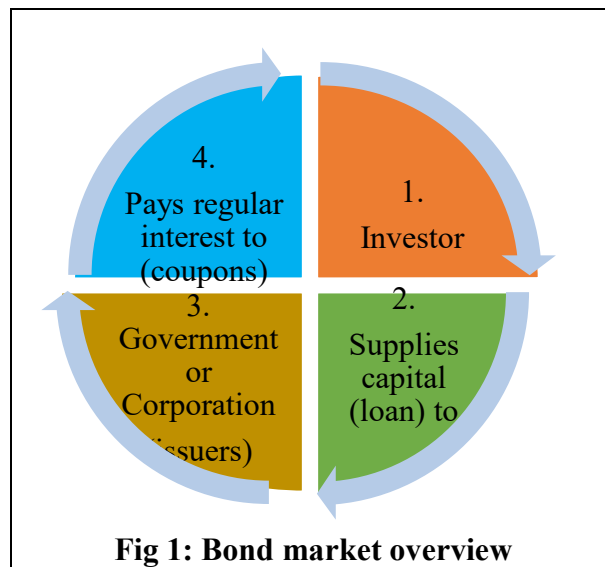 1.
Investor
2.
Supplies
capital
(loan) to
3.
Government
or
Corporation
(issuers)
4.
Pays regular
interest to
(coupons)
Fig 1: Bond market overview